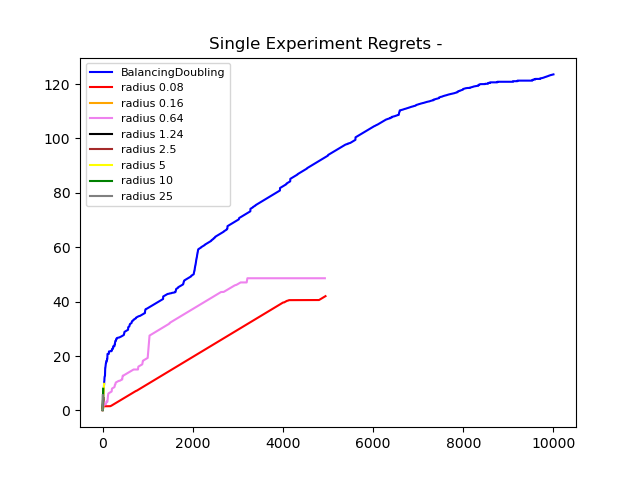 Single Experiment Regrets -
BalancingDoubling
radius 0.08
radius 0.16
radius 0.64
radius 1.24
radius 2.5
radius 5
radius 10
radius 25
120
100
80
60
40
20
0
0 2000 4000 6000 8000 10000